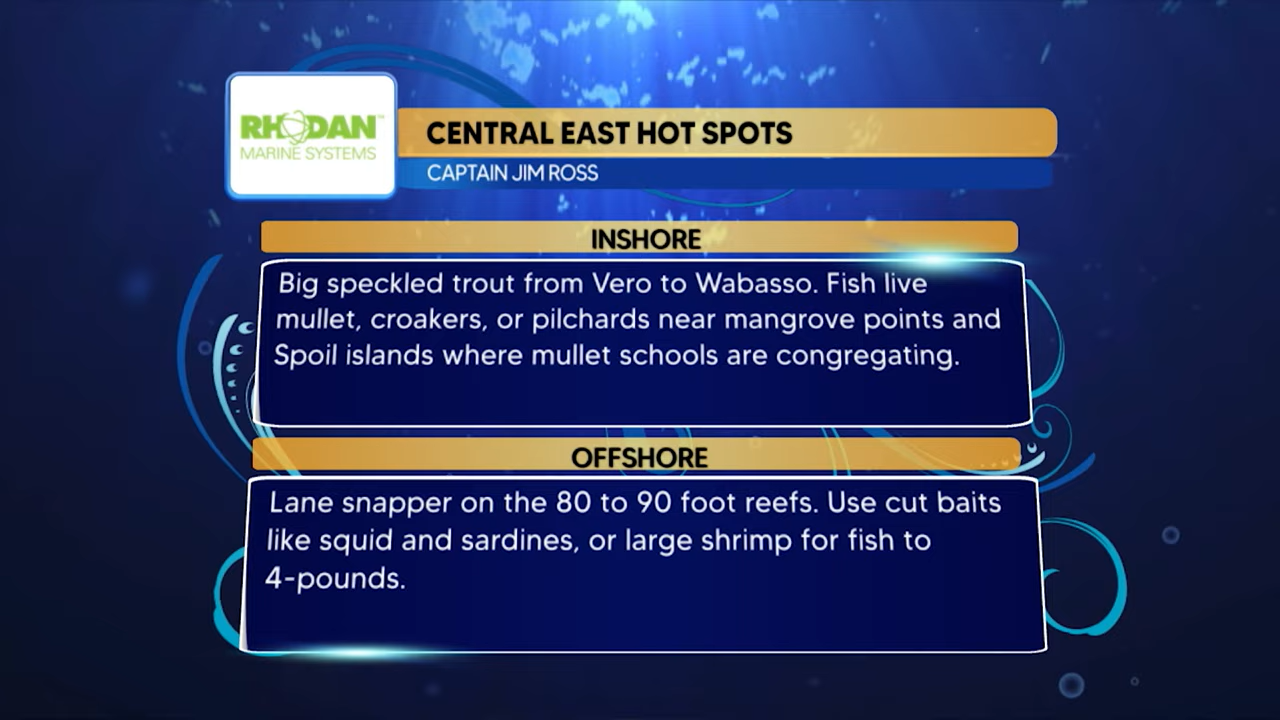 RHODAN™
MARINE SYSTEMS
CENTRAL EAST HOT SPOTS
CAPTAIN JIM ROSS
INSHORE
Big speckled trout from Vero to Wabasso. Fish live
mullet, croakers, or pilchards near mangrove points and
Spoil islands where mullet schools are congregating.
OFFSHORE
Lane snapper on the 80 to 90 foot reefs. Use cut baits
like squid and sardines, or large shrimp for fish to
4-pounds.